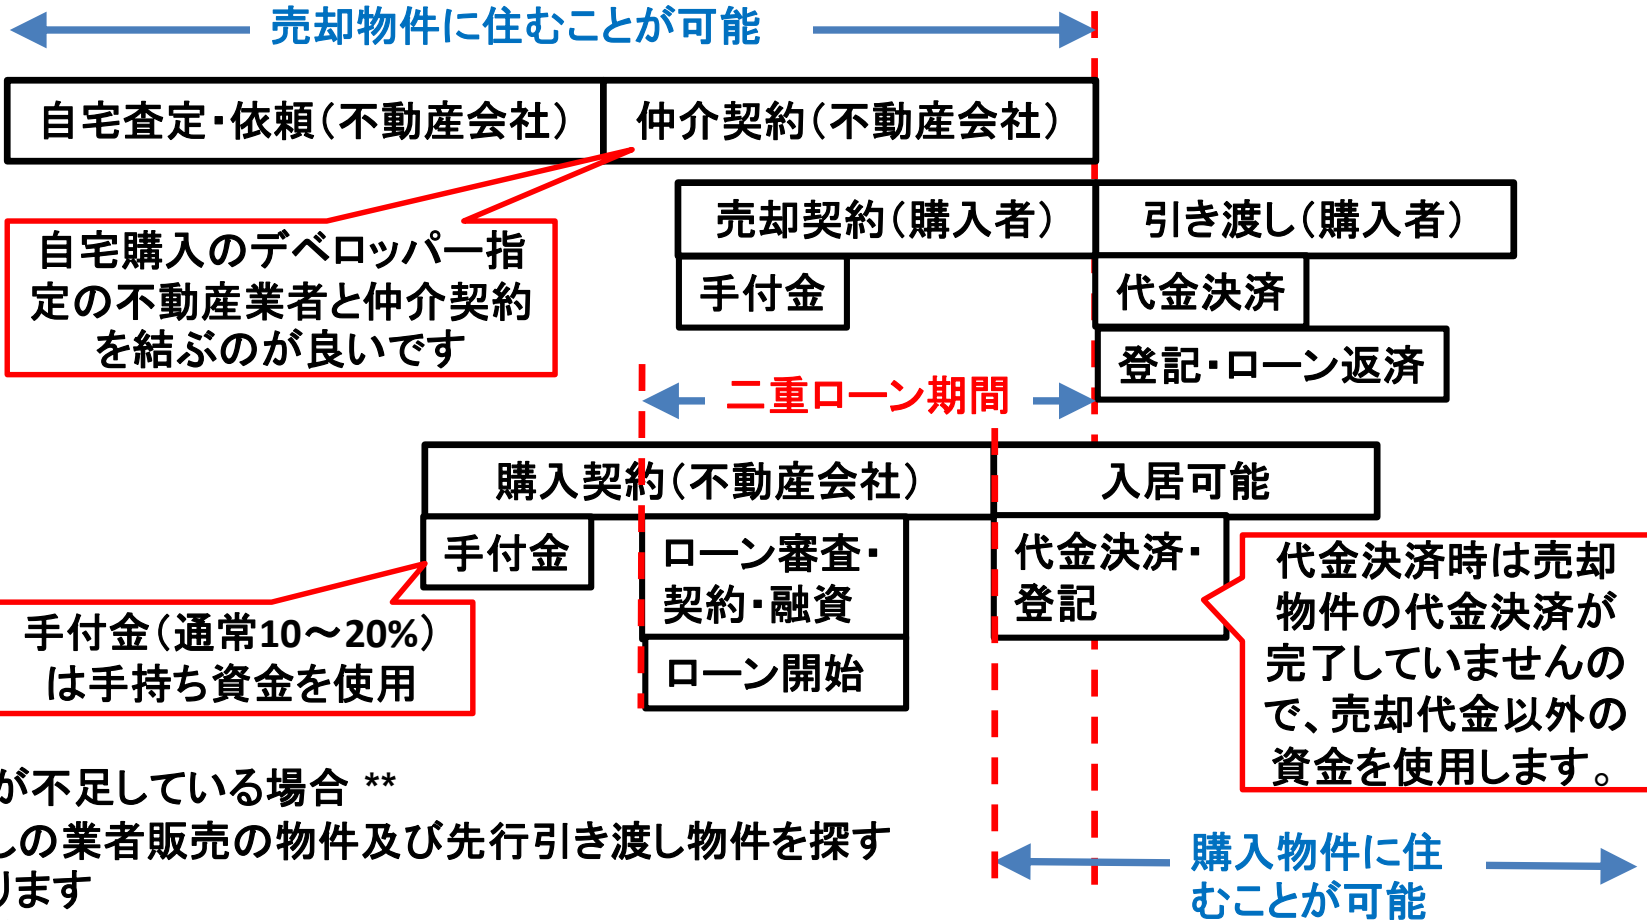 売却物件に住むことが可能
自宅査定・依頼（不動産会社）
仲介契約（不動産会社）
売却契約（購入者）
引き渡し（購入者）
自宅購入のデベロッパー指
定の不動産業者と仲介契約
を結ぶのが良いです
手付金
代金決済
登記・ローン返済
二重ローン期間
購入契約（不動産会社）
入居可能
手付金
ローン審査・
契約・融資
ローン開始
代金決済・
登記
代金決済時は売却
物件の代金決済が
完了していませんの
で、売却代金以外の
資金を使用します。
手付金（通常10～20%）
は手持ち資金を使用
が不足している場合 **
しの業者販売の物件及び先行引き渡し物件を探す
ります
購入物件に住
むことが可能